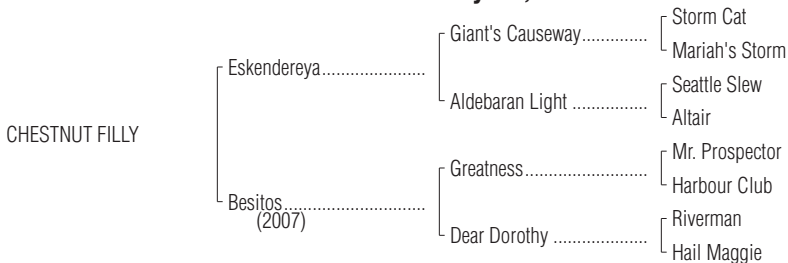 Storm Cat
Giant's Causeway..............
Mariah's Storm
Eskendereya......................
Seattle Slew
Aldebaran Light ................
Altair
CHESTNUT FILLY
Mr. Prospector
Greatness..........................
Harbour Club
Besitos..............................
(2007)
Riverman
Dear Dorothy ....................
Hail Maggie